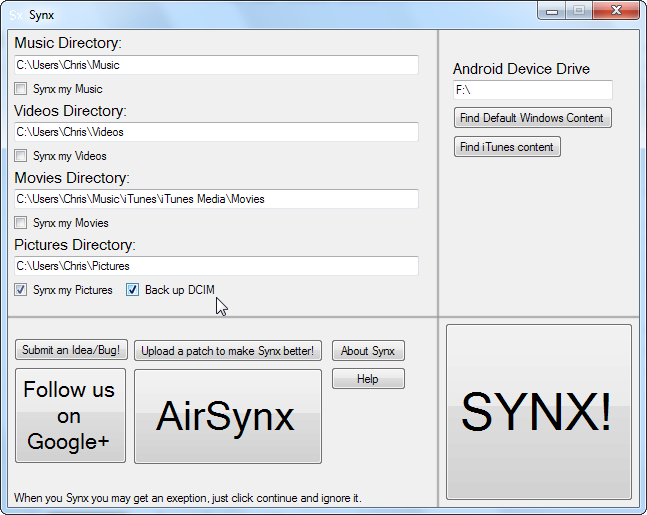 Sx Synx
Music Directory:
C:\Users\Chris\Music
Synx my Music
Videos Directory:
C:\Users\Chris\Videos
Synx my Videos
Movies Directory:
C:\Users\Chris\Music\iTunes\iTunes Media\Movies
Synx my Movies
Pictures Directory:
C:\Users\Chris\Pictures
Synx my Pictures Back up DCIM
Android Device Drive
F:\
Find Default Windows Content
Find iTunes content
Submit an Idea/Bug! Upload a patch to make Synx better! About Synx
Help
Follow us
on
Google+
AirSynx
SYNX!
When you Synx you may get an exeption, just click continue and ignore it.